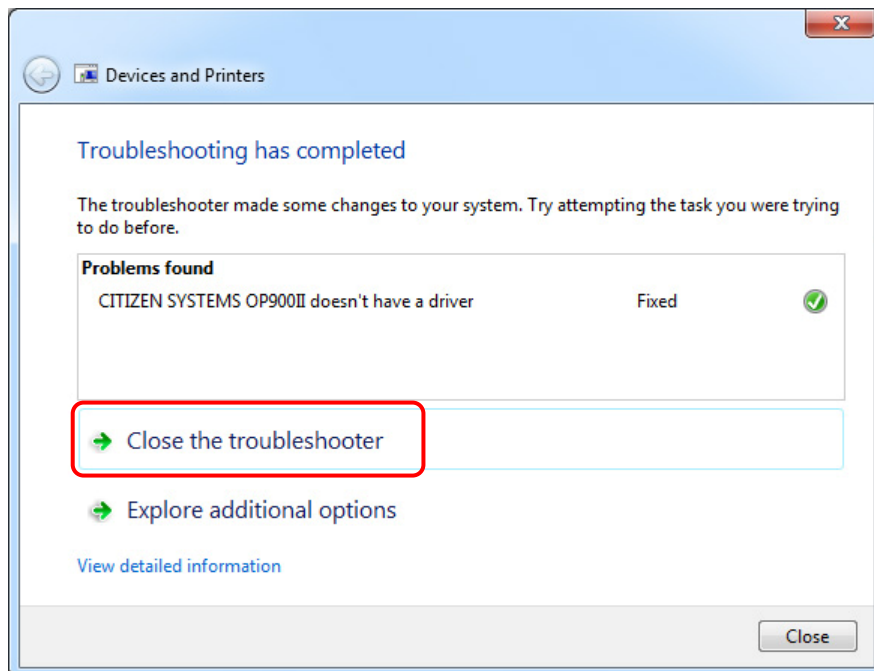 Devices and Printers
Troubleshooting has completed
The troubleshooter made some changes to your system. Try attempting the task you were trying
to do before.
Problems found
CITIZEN SYSTEMS OP900II doesn't have a driver Fixed
Close the troubleshooter
Explore additional options
View detailed information
Close